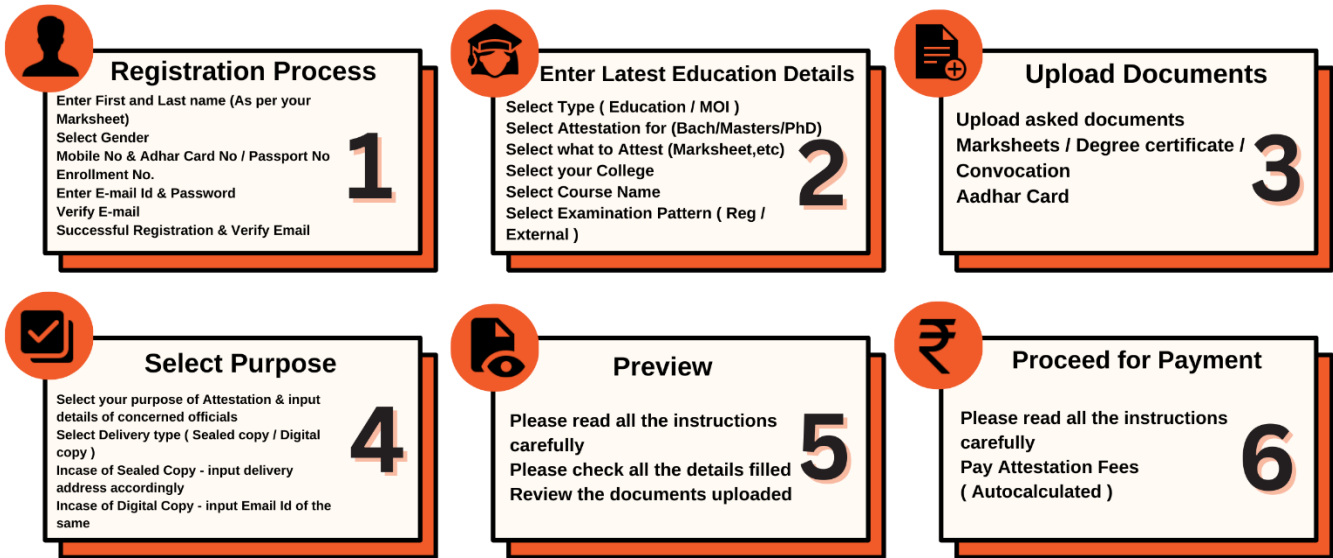 Registration Process
Enter First and Last name (As per your
Marksheet)
Select Gender
Mobile No & Adhar Card No / Passport No
Enrollment No.
Enter E-mail Id & Password
Verify E-mail
Successful Registration & Verify Email
1
Enter Latest Education Details
Select Type ( Education / MOI )
Select Attestation for (Bach/Masters/PhD)
Select what to Attest (Marksheet,etc)
Select your College
Select Course Name
Select Examination Pattern ( Reg /
External )
2
Upload Documents
Upload asked documents
Marksheets / Degree certificate /
Convocation
Aadhar Card
3
Select Purpose
Select your purpose of Attestation & input
details of concerned officials
Select Delivery type ( Sealed copy / Digital
copy )
Incase of Sealed Copy - input delivery
address accordingly
Incase of Digital Copy - input Email Id of the
same
4
Preview
Please read all the instructions
carefully
Please check all the details filled
Review the documents uploaded
5
₹
Proceed for Payment
Please read all the instructions
carefully
Pay Attestation Fees
( Autocalculated )
6